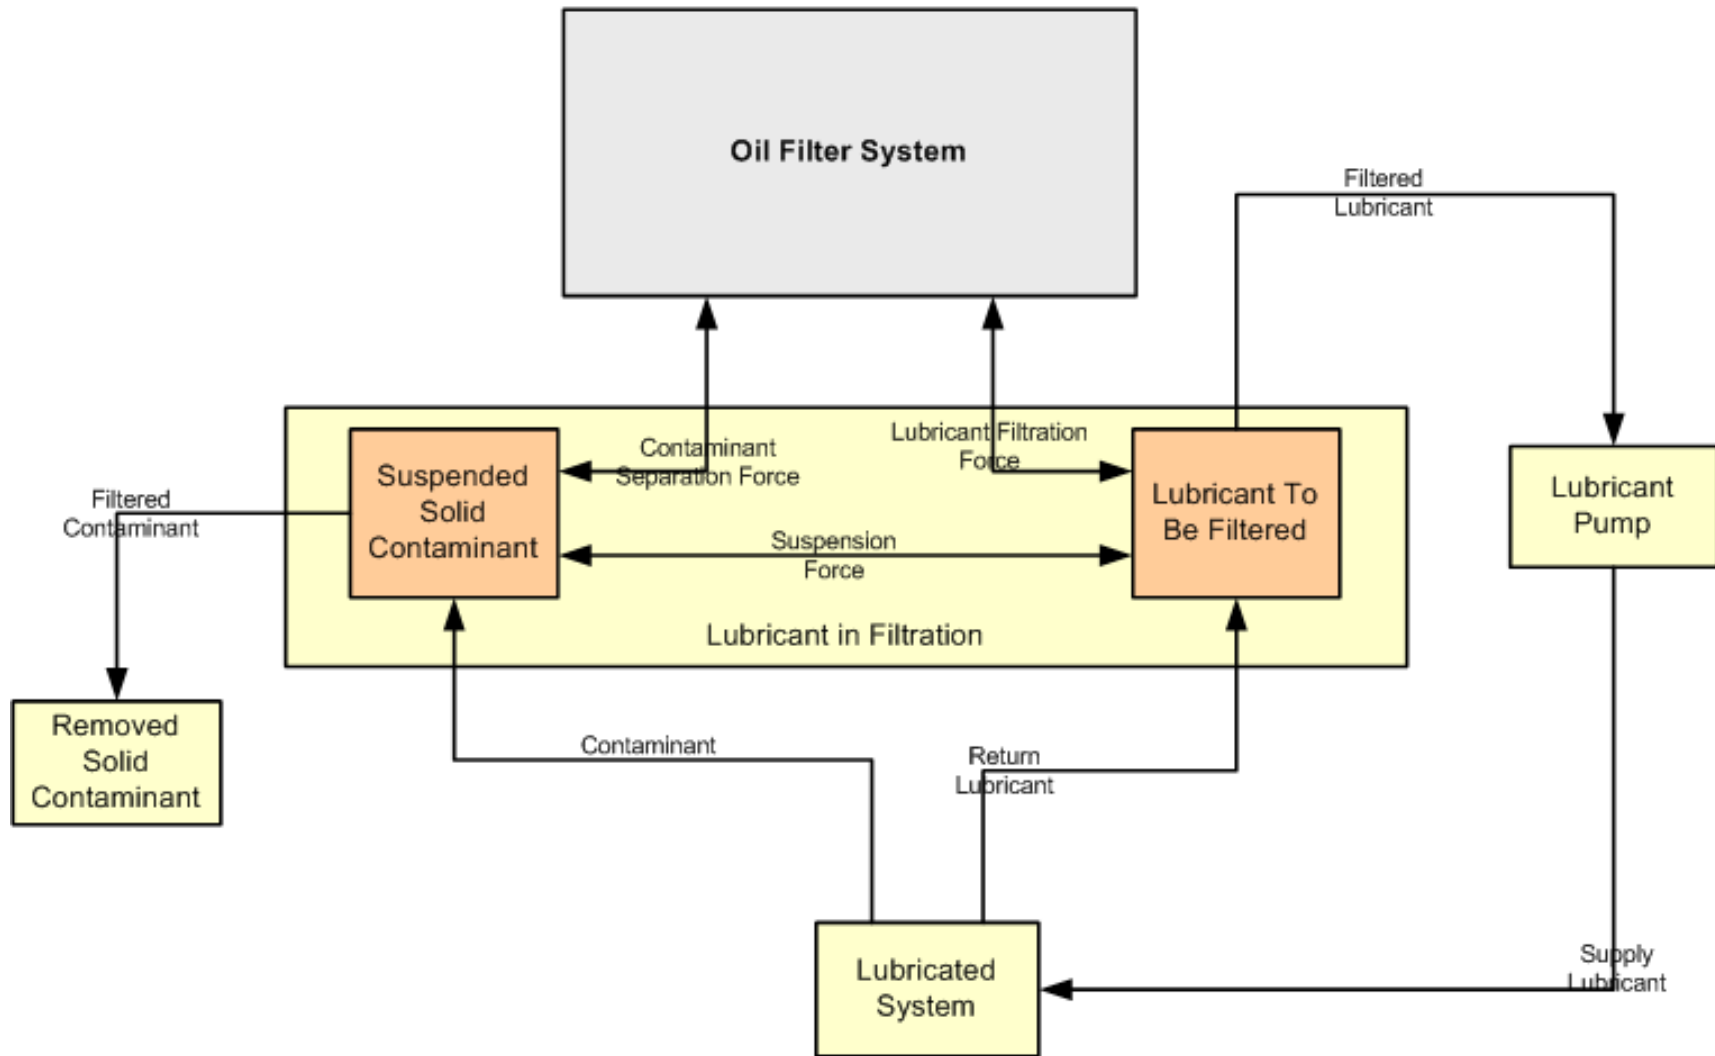 Oil Filter System
Filtered
Lubricant
Contaminant
Separation Force
Lubricant Filtration
Force
Suspended
Solid
Contaminant
Lubricant To
Be Filtered
Lubricant
Pump
Filtered
Contaminant
Suspension
Force
Lubricant in Filtration
Removed
Solid
Contaminant
Contaminant
Return
Lubricant
Lubricated
System
Supply
Lubricant